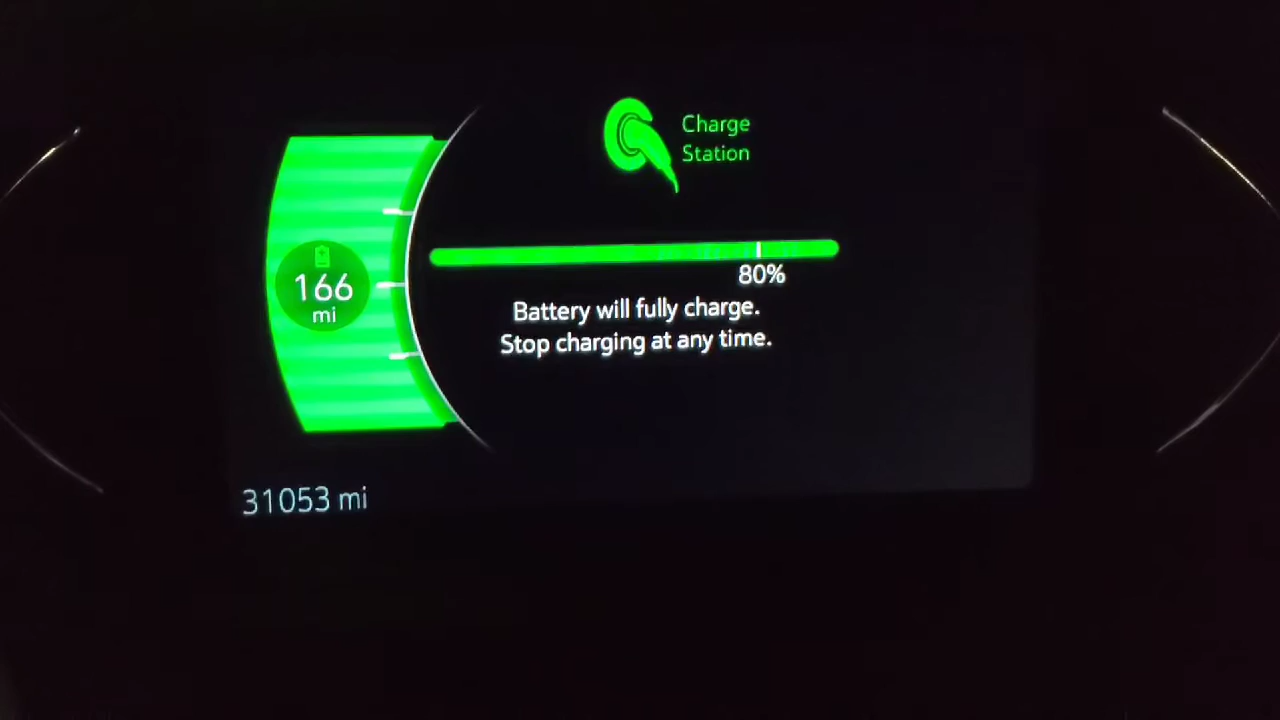 Charge
Station
80%
166
mi
Battery will fully charge.
Stop charging at any time.
31053 mi